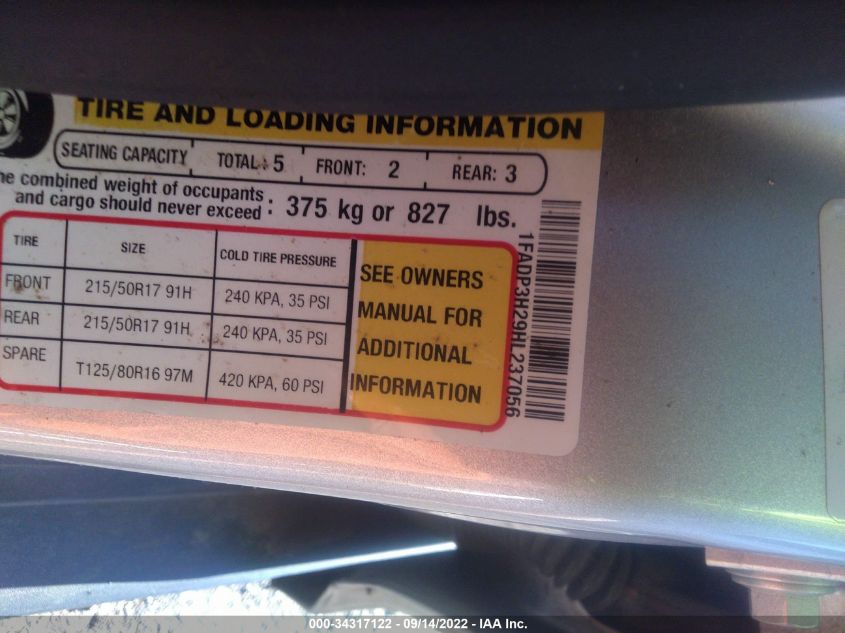 TIRE AND LOADING INFORMATION
SEATING CAPACITY TOTAL: 5 FRONT: 2 REAR: 3
combined weight of occupants
and cargo should never exceed : 375 kg or 827 lbs.
TIRE SIZE COLD TIRE PRESSURE
FRONT 215/50R17 91H 240 KPA, 35 PSI
REAR 215/50R17 91H 240 KPA, 35 PSI
SPARE T125/80R16 97M 420 KPA, 60 PSI
SEE OWNERS
MANUAL FOR
ADDITIONAL
INFORMATION
1FADP3H29HL237056
000-34317122 - 09/14/2022 - IAA Inc.